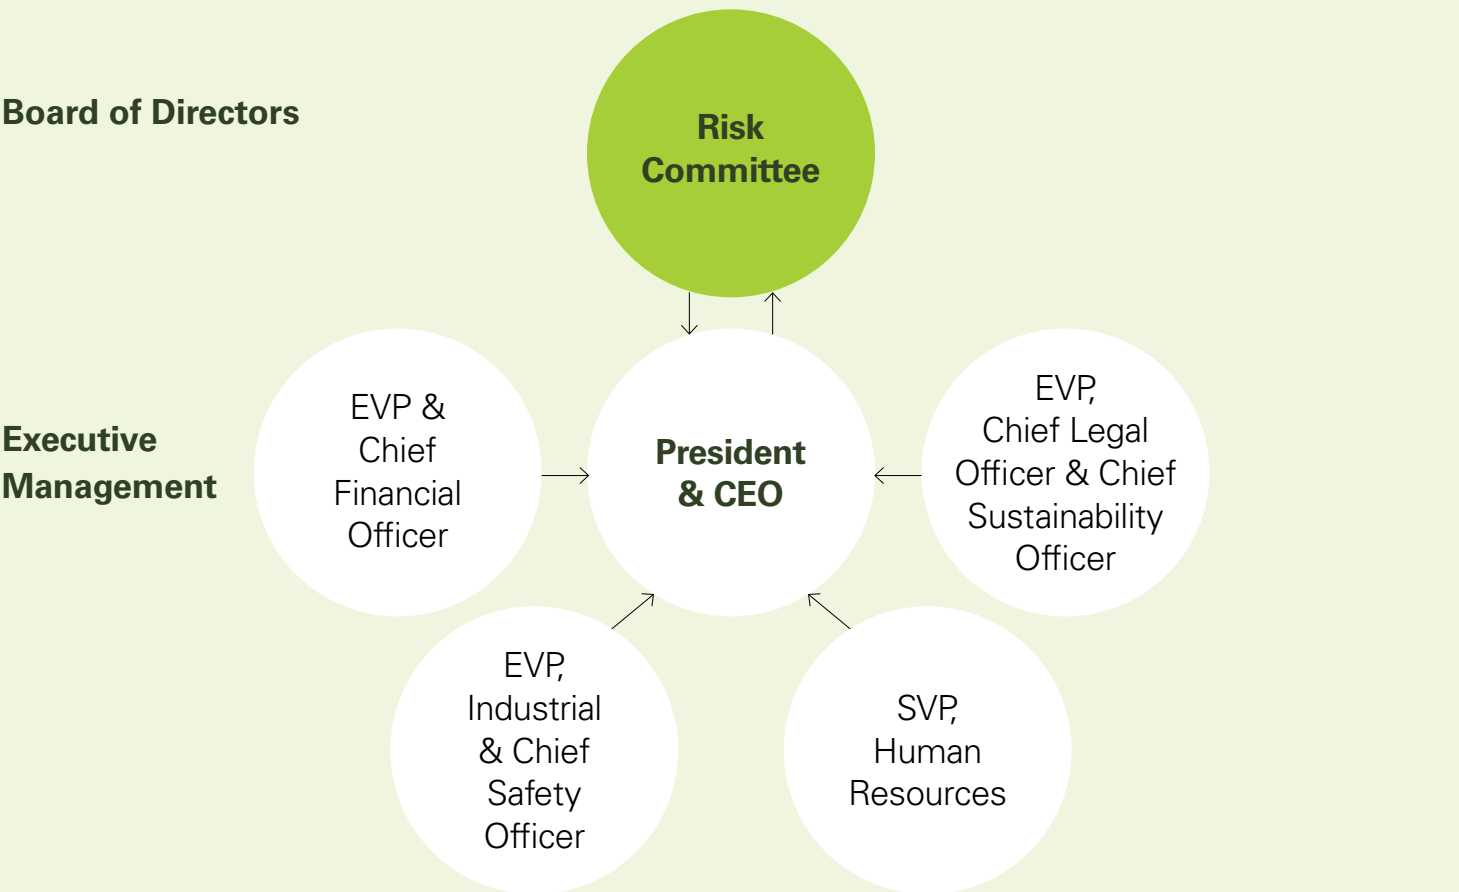 Board of Directors
Risk
Committee
Executive
Management
EVP &
Chief
Financial
Officer
President
& CEO
EVP,
Chief Legal
Officer & Chief
Sustainability
Officer
EVP,
Industrial
& Chief
Safety
Officer
SVP,
Human
Resources